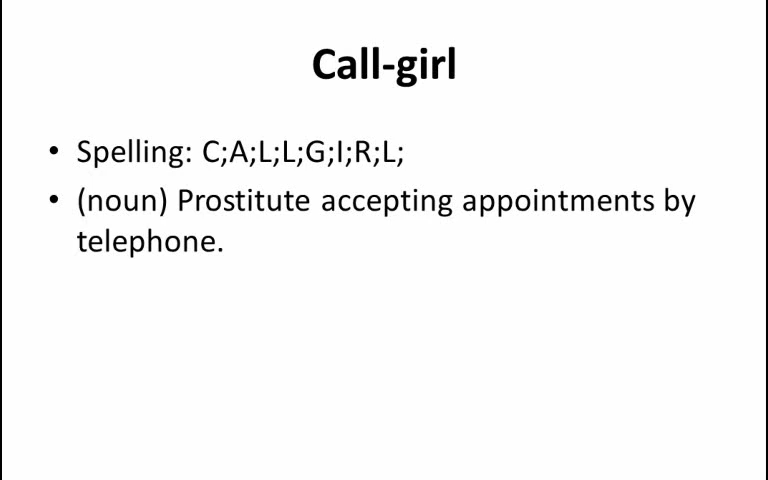 Call-girl
• Spelling: C;A;L;L;G;I;R;L;
• (noun) Prostitute accepting appointments by
telephone.